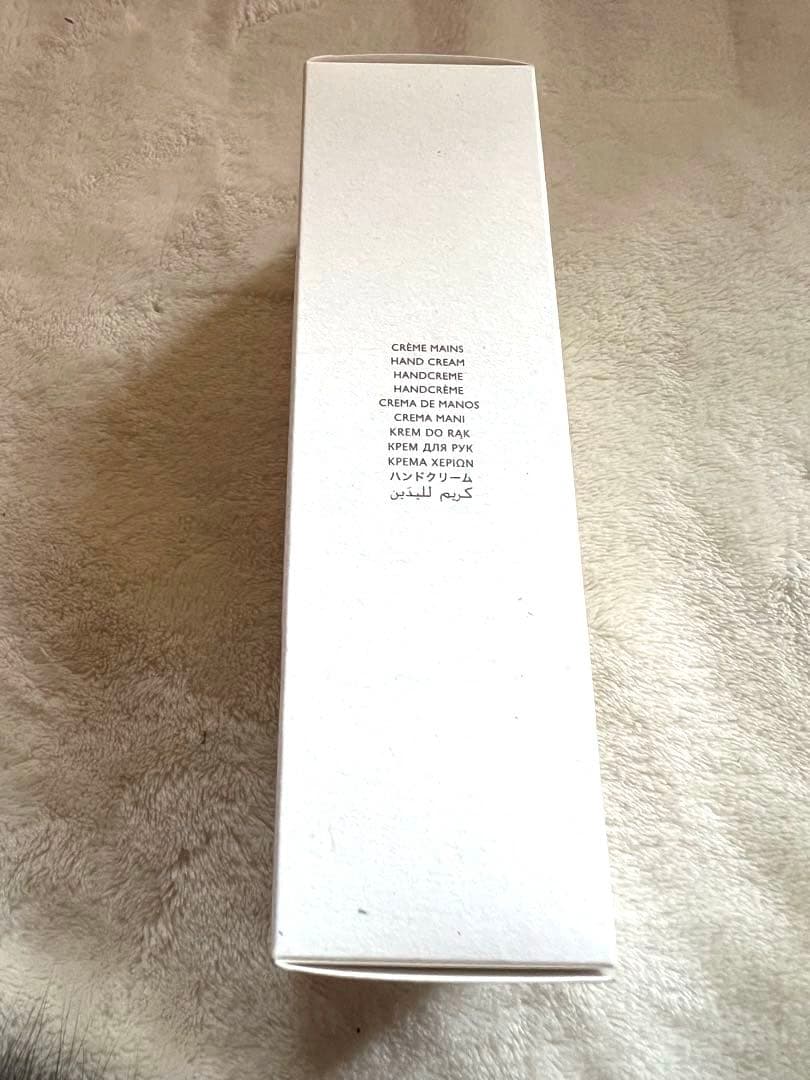 CRÈME MAINS
HAND CREAM
HANDCREME
HANDCRÈME
CREMA DE MANOS
CREMA MANI
KREM DO RĄK
КРЕМ ДЛЯ РУК
ΚΡΕΜΑ ΧΕΡΙΩΝ
ハンドクリーム
كريم لليدَين